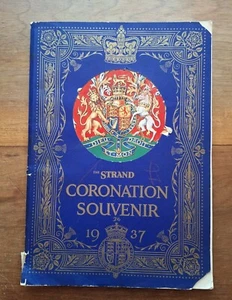 THE STRAND
CORONATION
SOUVENIR
19 37